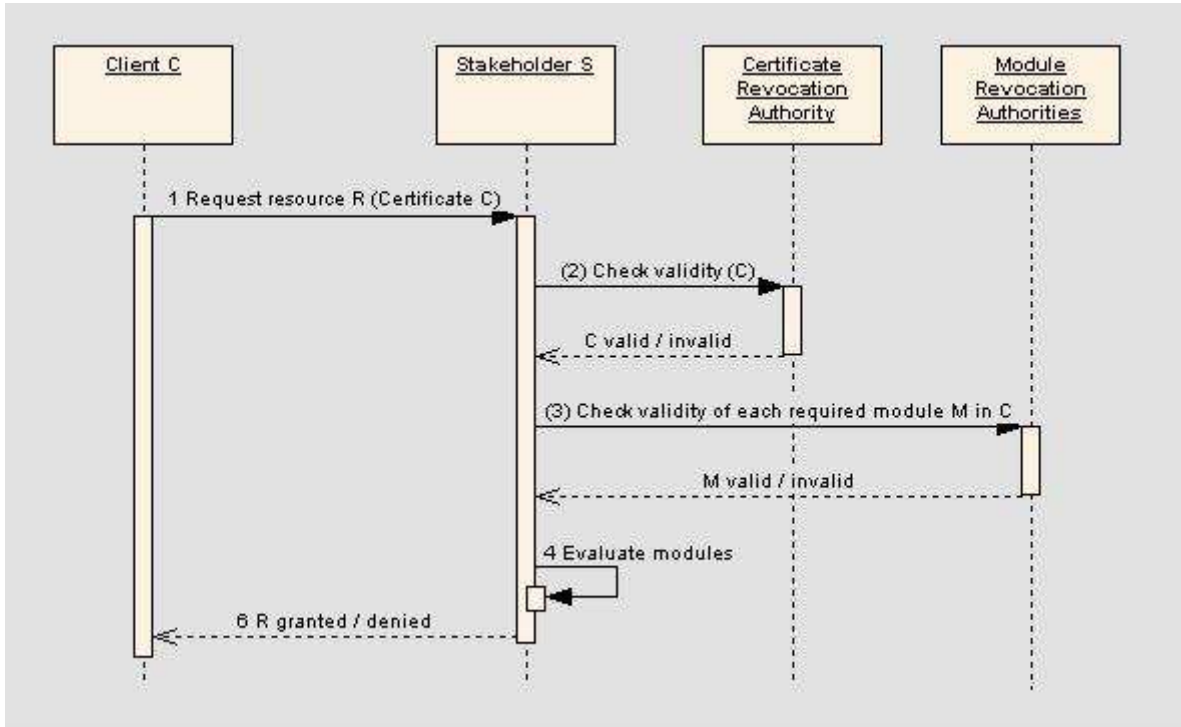 Client C
Stakeholder S
Certificate
Revocation
Authority
Module
Revocation
Authorities
1 Request resource R (Certificate C)
(2) Check validity (C)
C valid / invalid
(3) Check validity of each required module M in C
M valid / invalid
4 Evaluate modules
6 R granted / denied